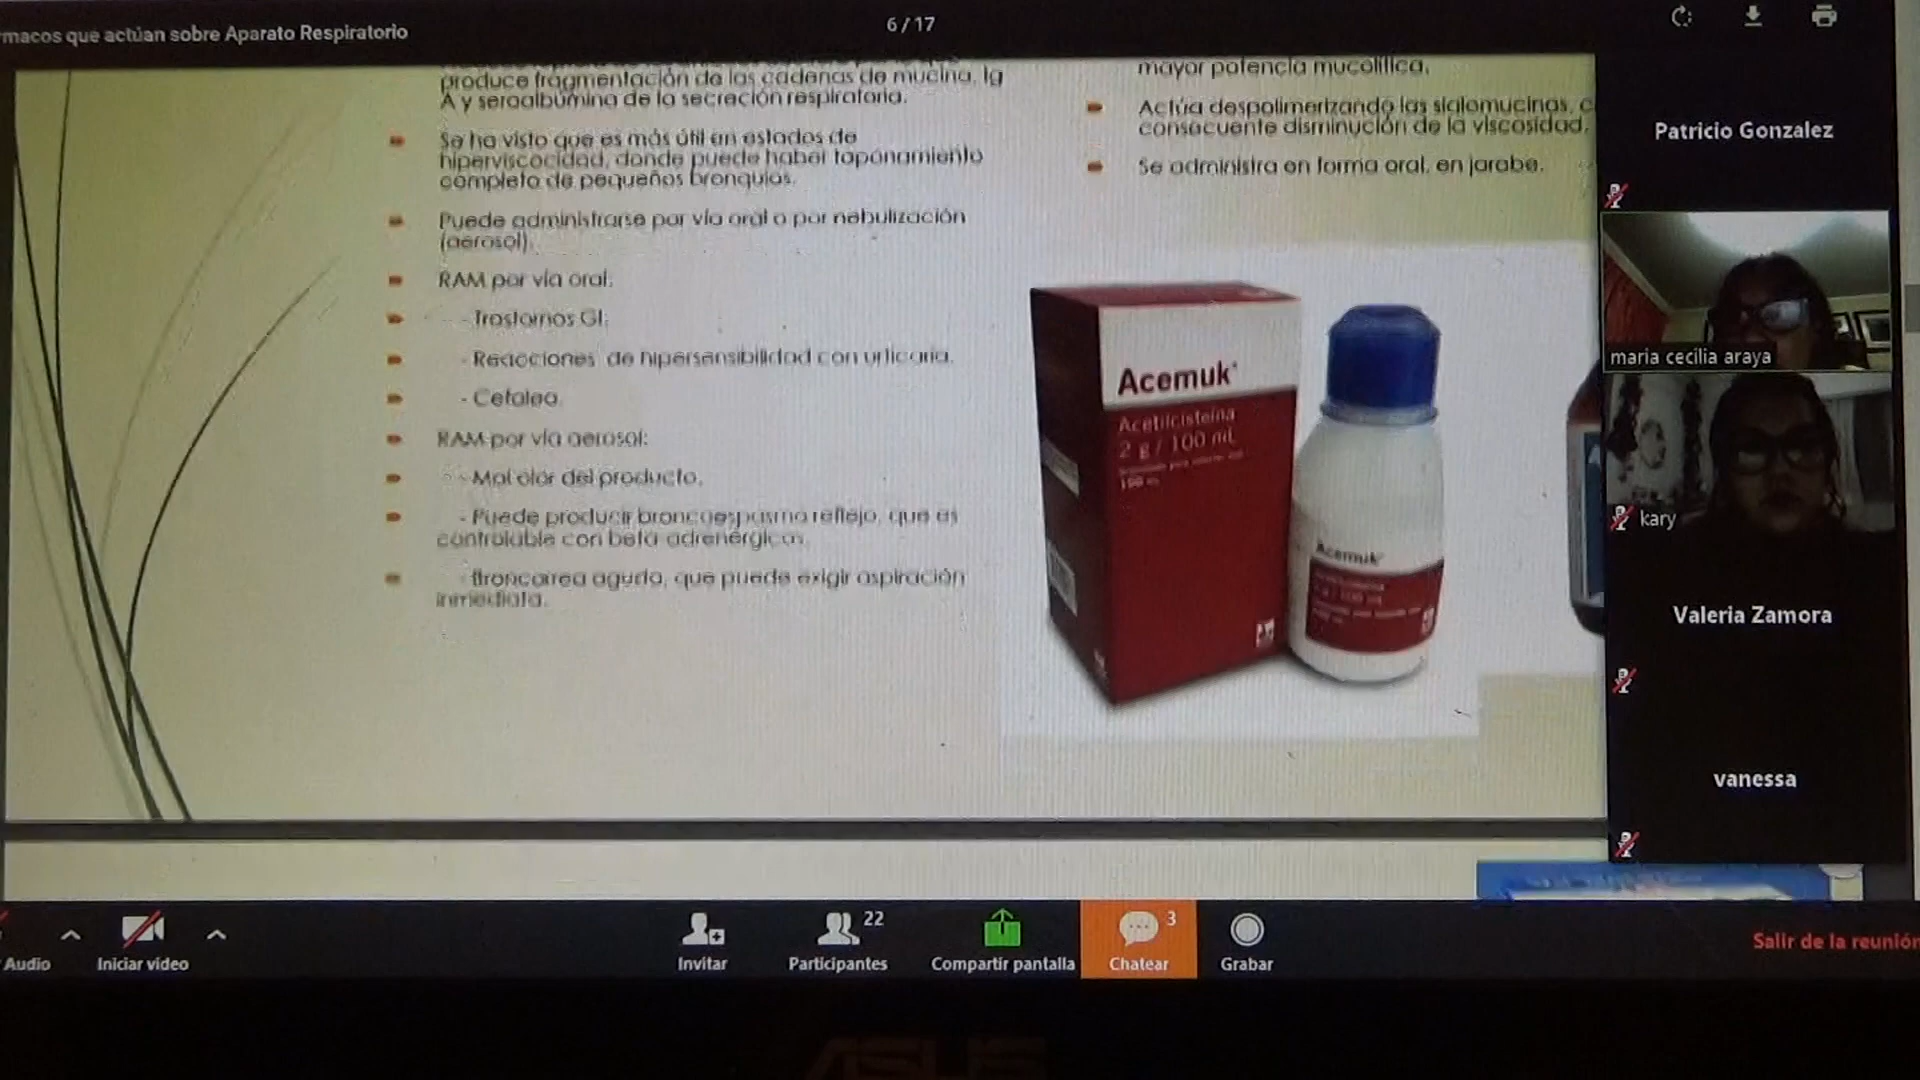 rmacos que actúan sobre Aparato Respiratorio
6 / 17
produce fragmentación de las cadenas de mucina, Ig
A y seroalbúmina de la secreción respiratoria.
Se ha visto que es más útil en estados de
hiperviscocidad, donde puede haber taponamiento
completo de pequeños bronquios.
Puede administrarse por vía oral o por nebulización
(aerosol).
RAM por vía oral:
- Trastornos GI.
- Reacciones de hipersensibilidad con urticaria.
- Cefalea.
RAM por vía aerosol:
- Mal olor del producto.
- Puede producir broncoespasmo reflejo, que es
controlable con beta adrenérgicos.
- Broncorrea aguda, que puede exigir aspiración
inmediata.
mayor potencia mucolítica.
Actúa despolimerizando las sialomucinas, c
consecuente disminución de la viscosidad.
Se administra en forma oral, en jarabe.
Acemuk
Acetilcisteína
2 g / 100 mL
Acemuk
Patricio Gonzalez
maria cecilia araya
kary
Valeria Zamora
vanessa
Audio
Iniciar video
Invitar
22
Participantes
Compartir pantalla
3
Chatear
Grabar
Salir de la reunión
ASUS